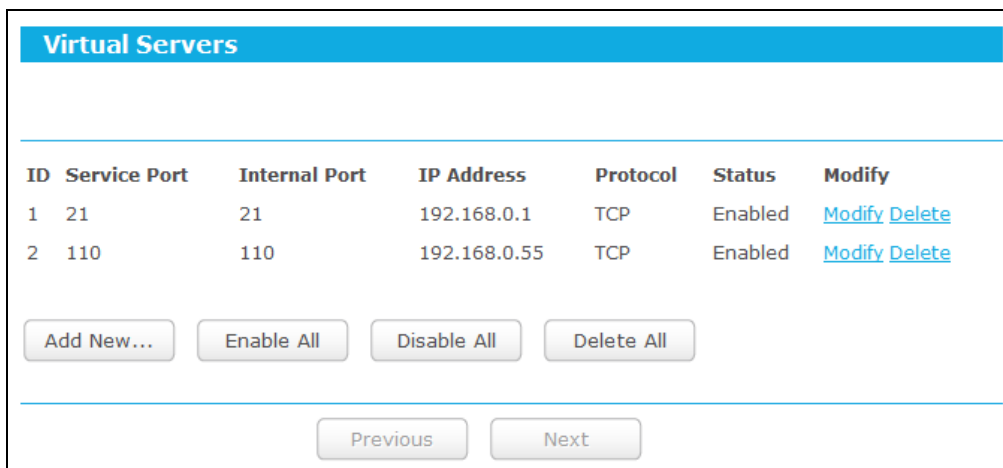 Virtual Servers
ID Service Port Internal Port IP Address Protocol Status Modify
1 21 21 192.168.0.1 TCP Enabled Modify Delete
2 110 110 192.168.0.55 TCP Enabled Modify Delete
Add New... Enable All Disable All Delete All
Previous Next